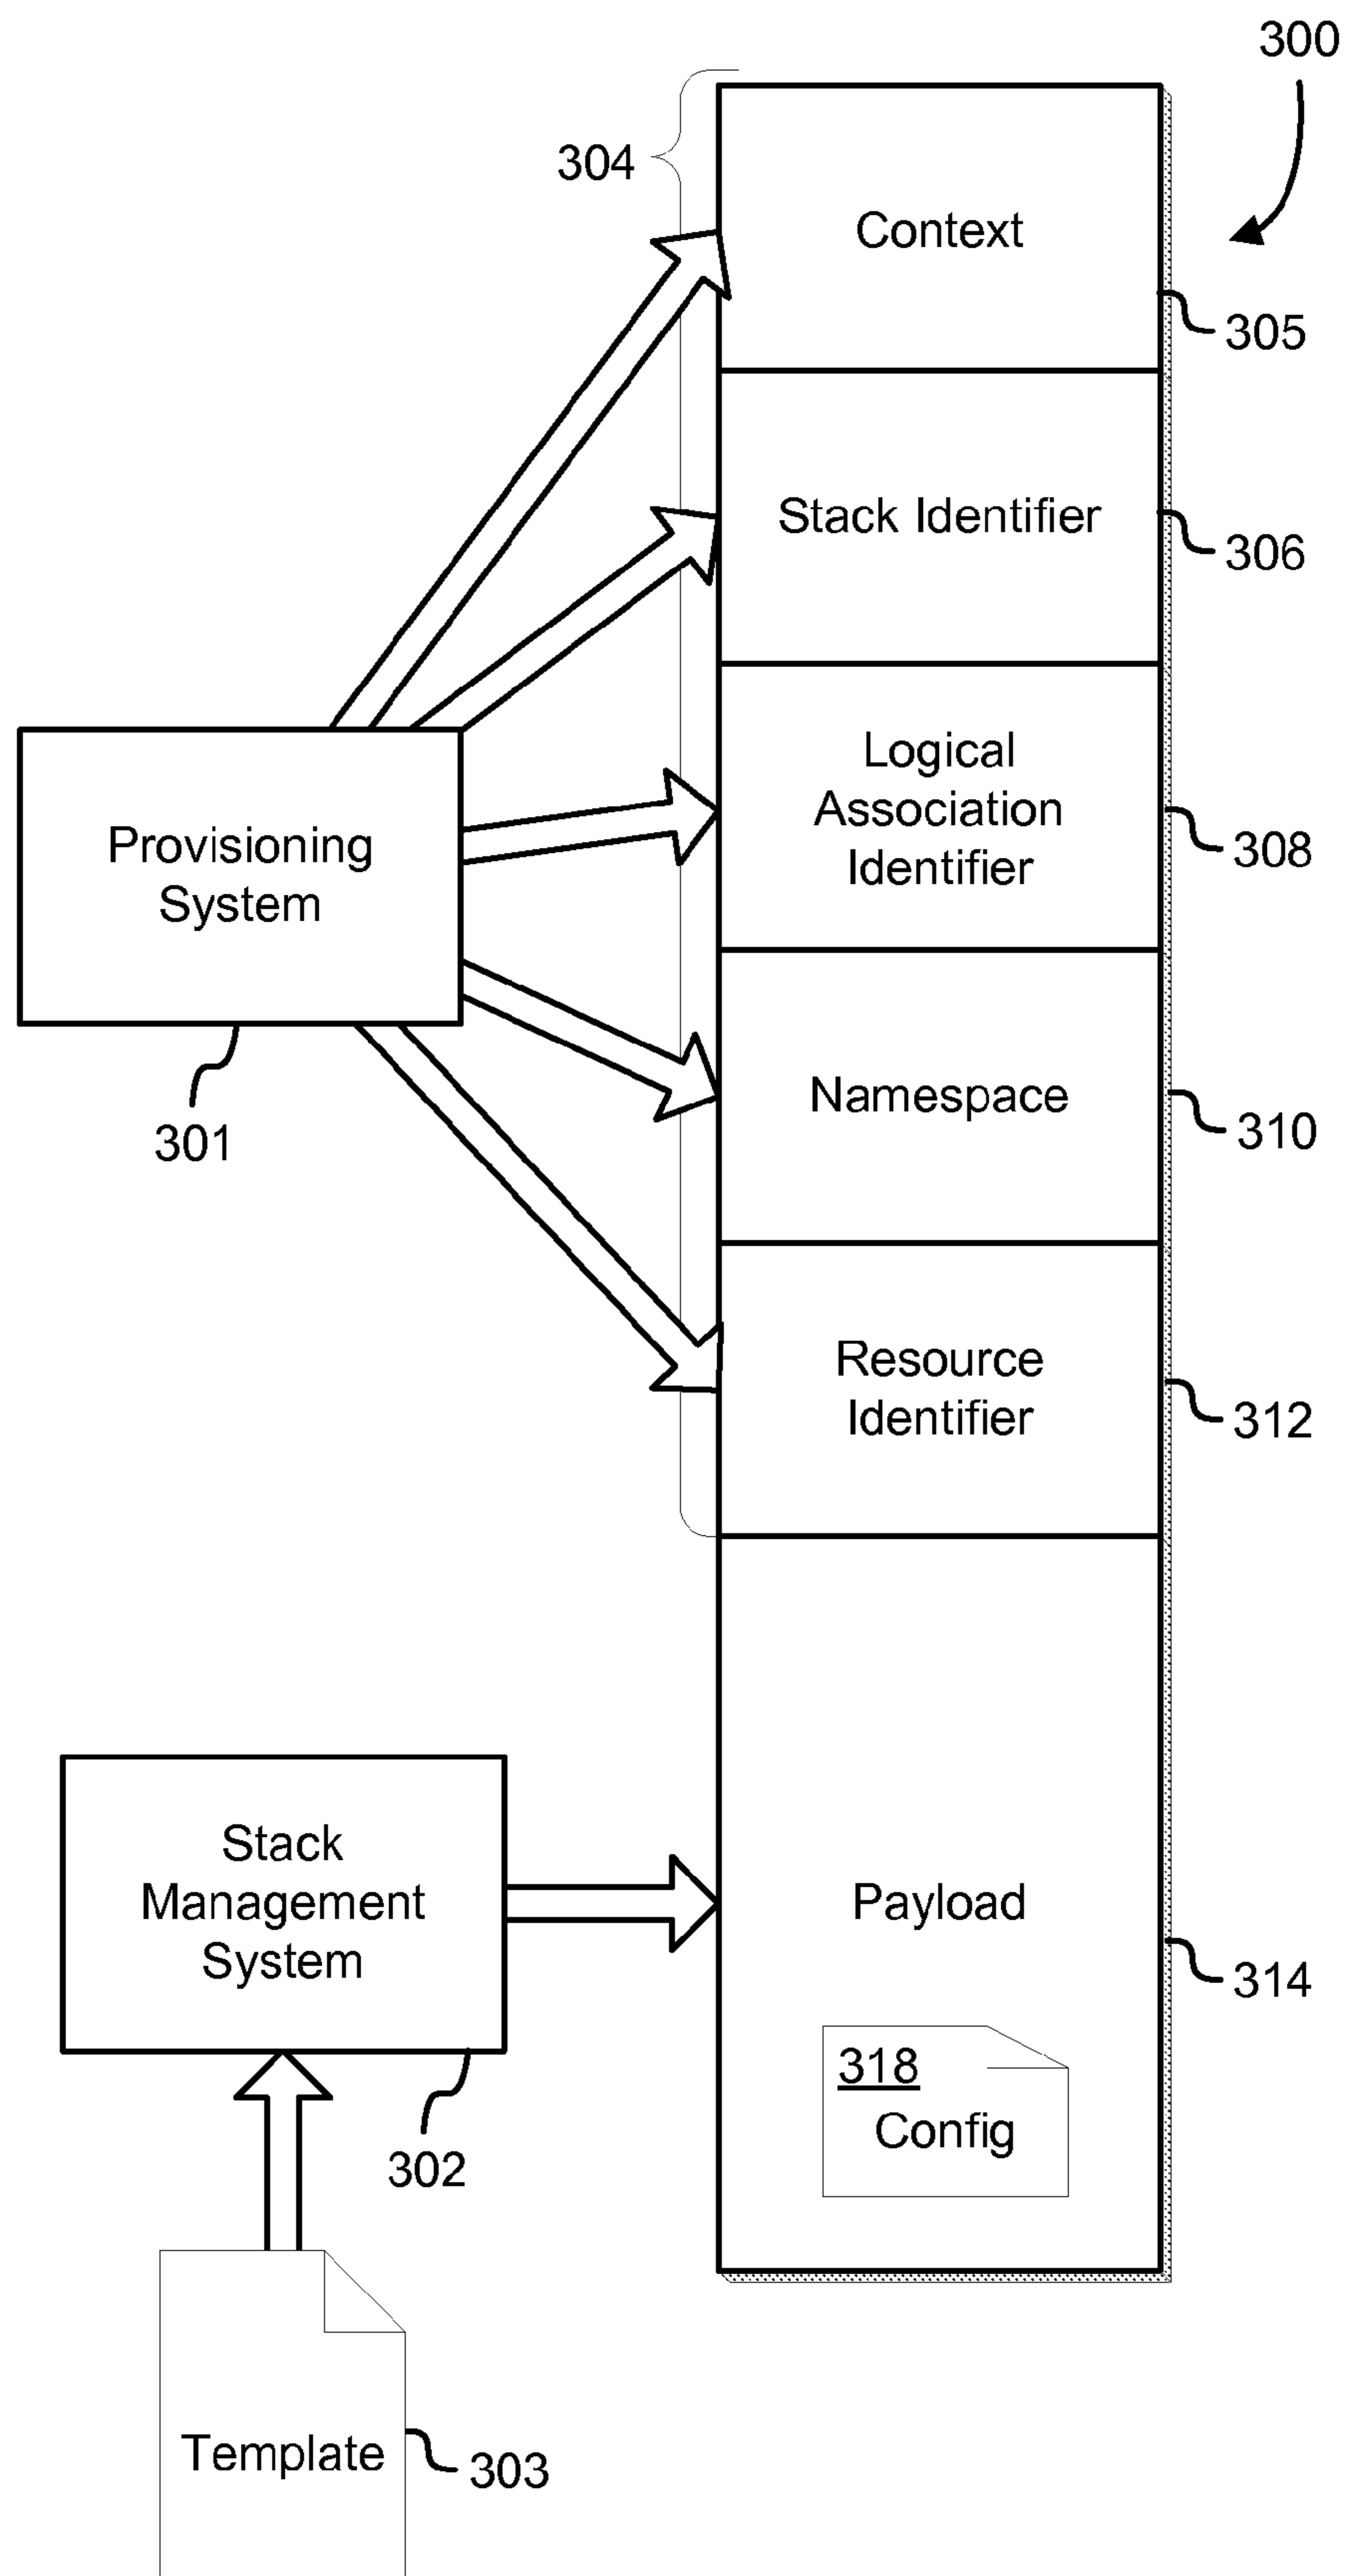 300
304
Context
305
Stack Identifier
306
Logical
Association
Identifier
308
Provisioning
System
301
Namespace
310
Resource
Identifier
312
Stack
Management
System
302
Payload
314
318
Config
Template
303